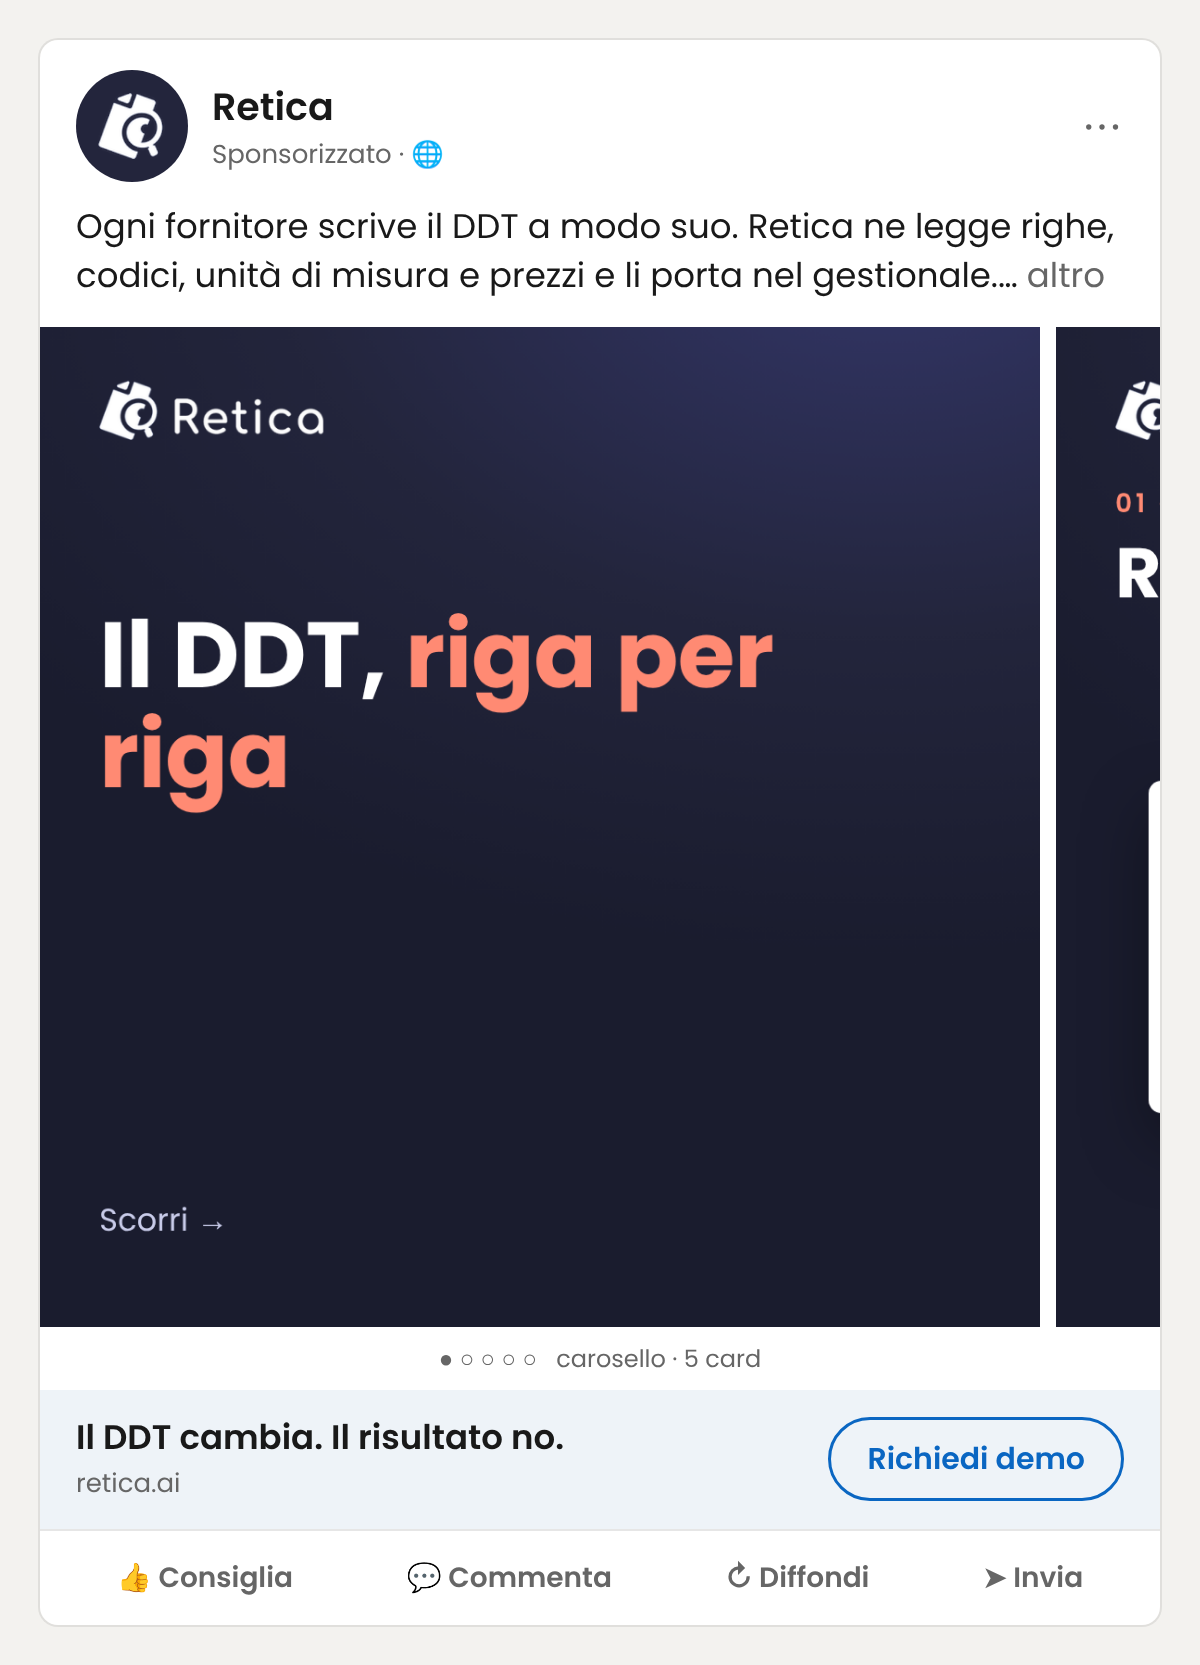 Retica
Sponsorizzato · 🌐
Ogni fornitore scrive il DDT a modo suo. Retica ne legge righe,
codici, unità di misura e prezzi e li porta nel gestionale.... altro
Retica
Il DDT, riga per
riga
Scorri →
01
R
carosello · 5 card
Il DDT cambia. Il risultato no.
retica.ai
Richiedi demo
👍 Consiglia
💬 Commenta
↻ Diffondi
➤ Invia